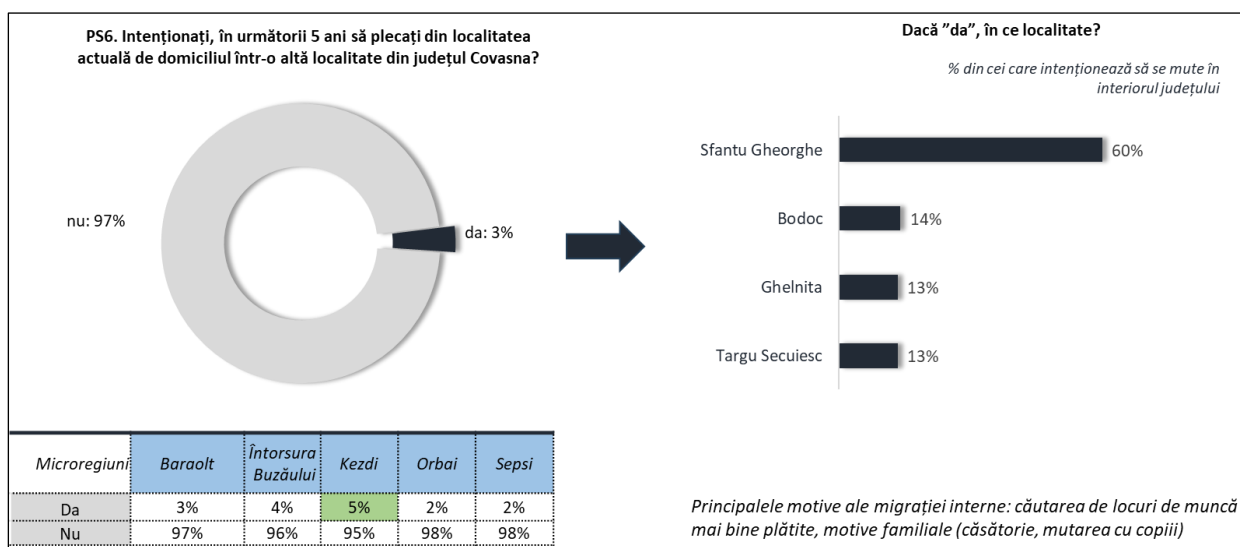 PS6. Intenționați, în următorii 5 ani să plecați din localitatea
actuală de domiciliul într-o altă localitate din județul Covasna?
nu: 97%
da: 3%
Dacă ”da”, în ce localitate?
% din cei care intenționează să se mute în
interiorul județului
Sfantu Gheorghe 60%
Bodoc 14%
Ghelnita 13%
Targu Secuiesc 13%
Microregiuni Baraolt Întorsura Buzăului Kezdi Orbai Sepsi
Da 3% 4% 5% 2% 2%
Nu 97% 96% 95% 98% 98%
Principalele motive ale migrației interne: căutarea de locuri de muncă
mai bine plătite, motive familiale (căsătorie, mutarea cu copiii)